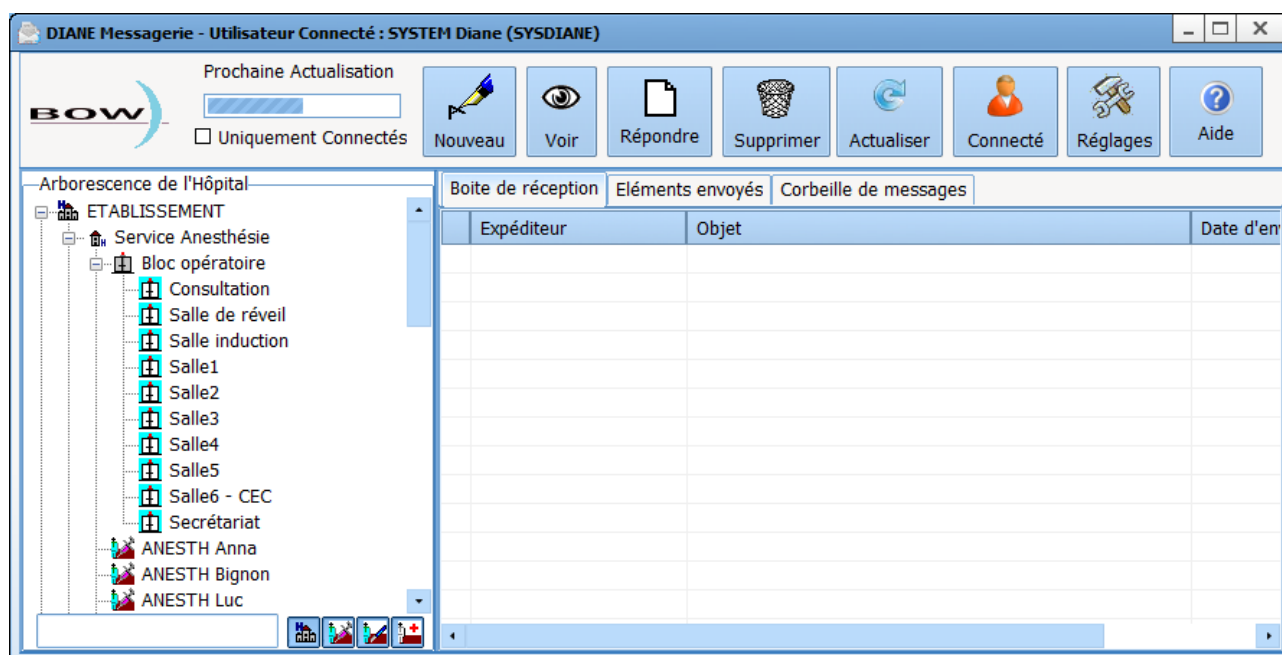 DIANE Messagerie - Utilisateur Connecté : SYSTEM Diane (SYSDIANE)
BOW
Prochaine Actualisation
Uniquement Connectés
Nouveau
Voir
Répondre
Supprimer
Actualiser
Connecté
Réglages
Aide
Arborescence de l'Hôpital
ETABLISSEMENT
Service Anesthésie
Bloc opératoire
Consultation
Salle de réveil
Salle induction
Salle1
Salle2
Salle3
Salle4
Salle5
Salle6 - CEC
Secrétariat
ANESTH Anna
ANESTH Bignon
ANESTH Luc
Boite de réception Eléments envoyés Corbeille de messages
Expéditeur Objet Date d'en